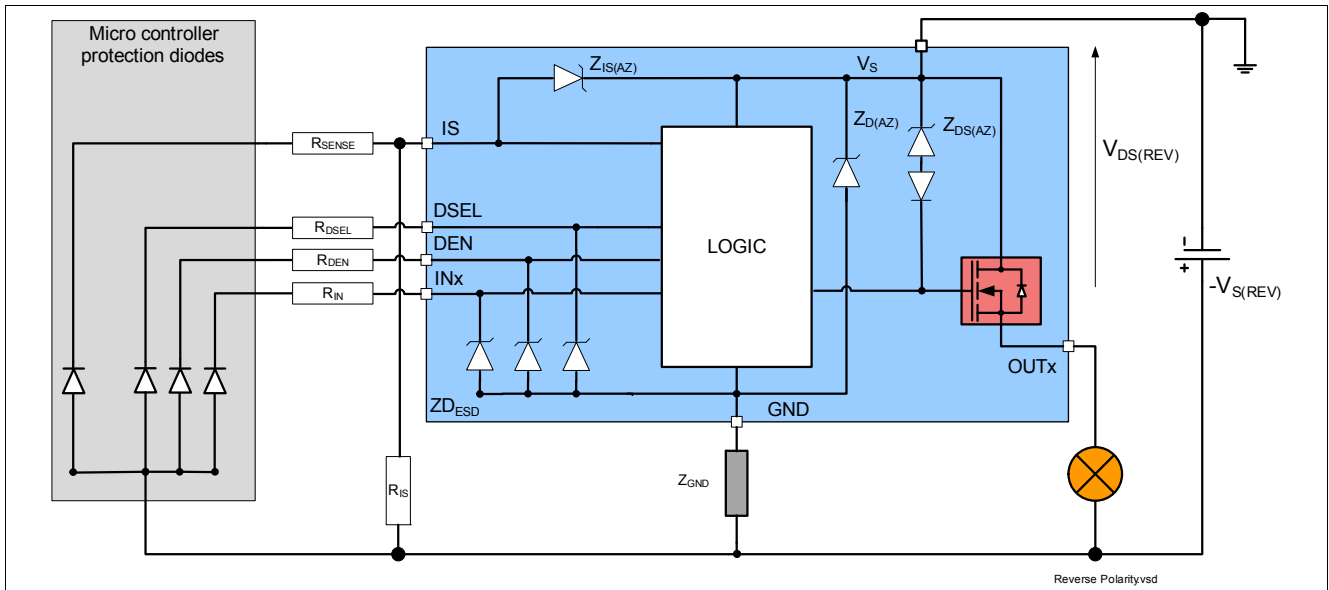 Micro controller
protection diodes
ZIS(AZ)
VS
ZD(AZ)
ZDS(AZ)
VDS(REV)
IS
RSENSE
DSEL
RDSEL
DEN
RDEN
INx
RIN
LOGIC
-VS(REV)
+
OUTx
ZDESD
GND
RIS
ZGND
Reverse Polarity.vsd